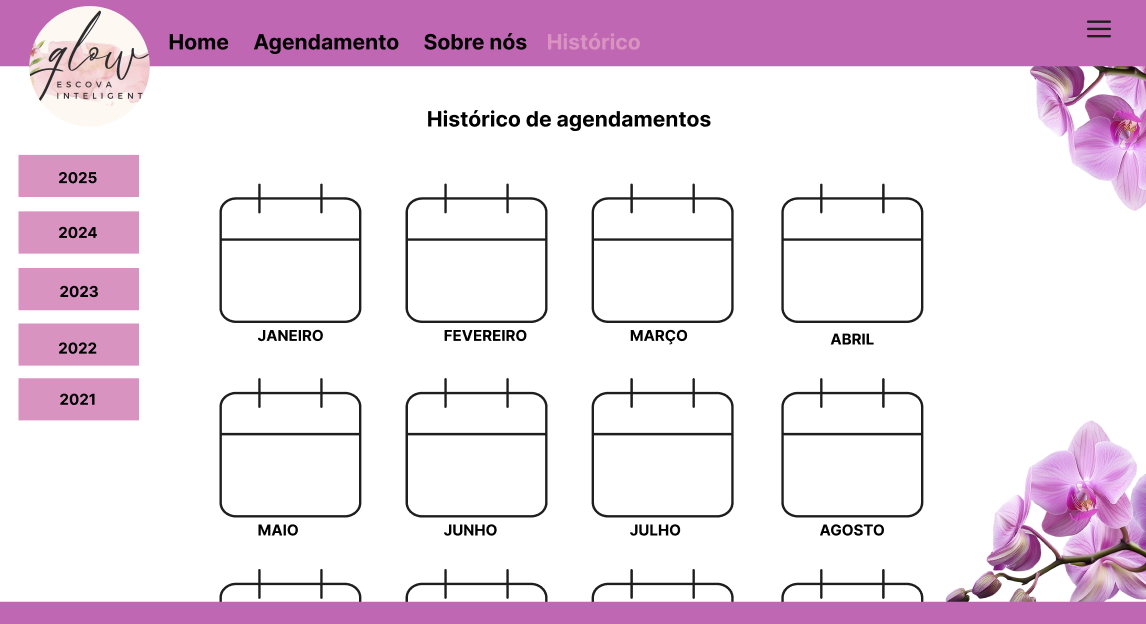 glow
ESCOVA
INTELIGENT
Home Agendamento Sobre nós Histórico
Histórico de agendamentos
2025
2024
2023
2022
2021
JANEIRO FEVEREIRO MARÇO ABRIL
MAIO JUNHO JULHO AGOSTO